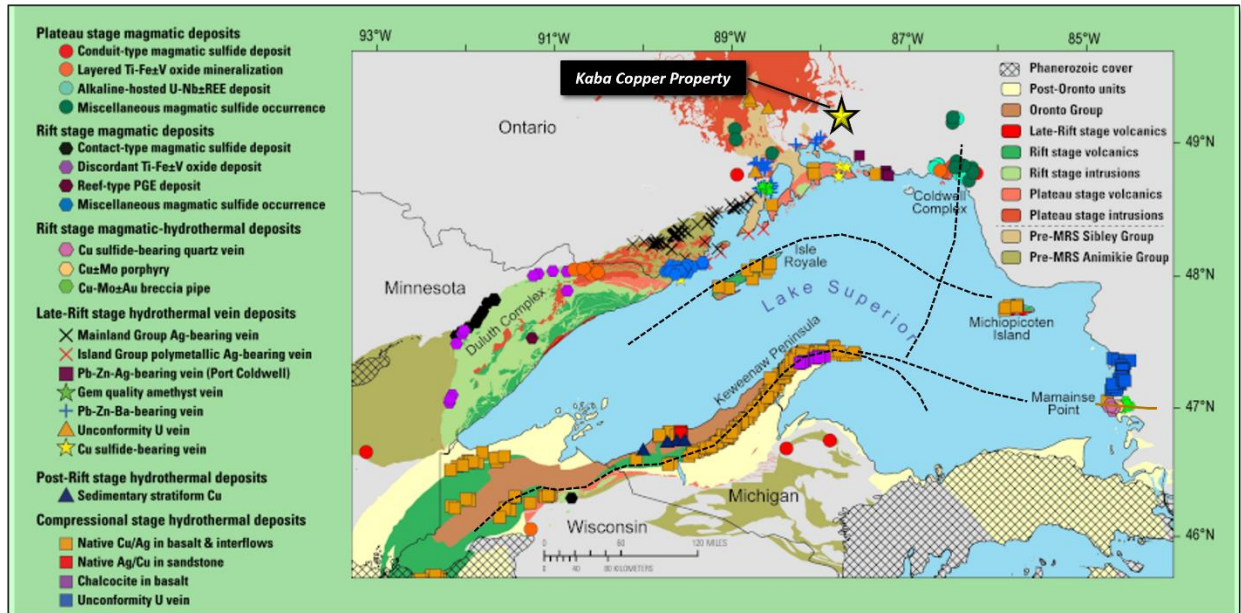 Plateau stage magmatic deposits
Conduit-type magmatic sulfide deposit
Layered Ti-Fe±V oxide mineralization
Alkaline-hosted U-Nb±REE deposit
Miscellaneous magmatic sulfide occurrence
Rift stage magmatic deposits
Contact-type magmatic sulfide deposit
Discordant Ti-Fe±V oxide deposit
Reef-type PGE deposit
Miscellaneous magmatic sulfide occurrence
Rift stage magmatic-hydrothermal deposits
Cu sulfide-bearing quartz vein
Cu±Mo porphyry
Cu-Mo±Au breccia pipe
Late-Rift stage hydrothermal vein deposits
Mainland Group Ag-bearing vein
Island Group polymetallic Ag-bearing vein
Pb-Zn-Ag-bearing vein (Port Coldwell)
Gem quality amethyst vein
Pb-Zn-Ba-bearing vein
Unconformity U vein
Cu sulfide-bearing vein
Post-Rift stage hydrothermal deposits
Sedimentary stratiform Cu
Compressional stage hydrothermal deposits
Native Cu/Ag in basalt & interflows
Native Ag/Cu in sandstone
Chalcocite in basalt
Unconformity U vein
93°W
91°W
89°W
87°W
85°W
Kaba Copper Property
Phanerozoic cover
Post-Oronto units
Oronto Group
Late-Rift stage volcanics
Rift stage volcanics
Rift stage intrusions
Plateau stage volcanics
Plateau stage intrusions
Pre-MRS Sibley Group
Pre-MRS Animikie Group
49°N
48°N
47°N
46°N
Ontario
Coldwell
Complex
Isle
Royale
Minnesota
Lake Superior
Duluth Complex
Michiopicoten
Island
Keweenaw Peninsula
Mamainse
Point
Michigan
Wisconsin
0 60 120 MILES
0 40 80 KILOMETERS